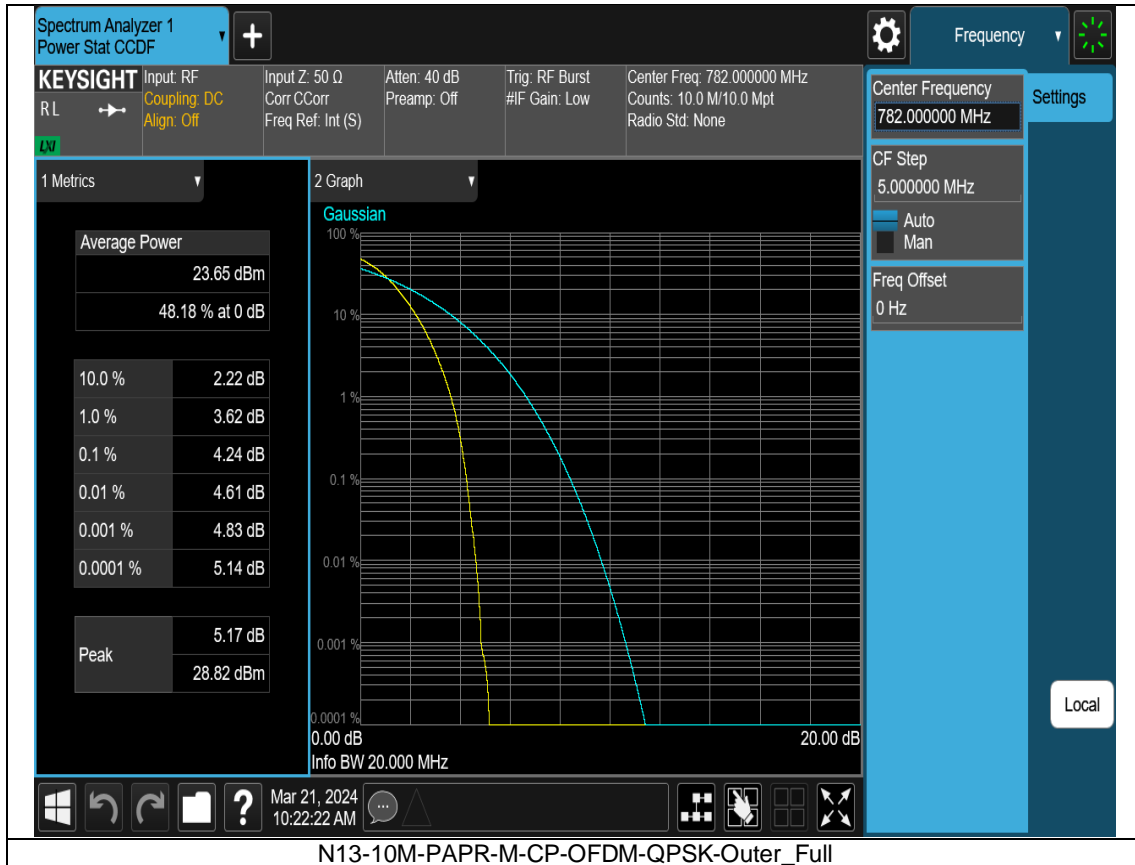 Spectrum Analyzer 1
Power Stat CCDF
+
Frequency
KEYSIGHT
R L
LXI
Input: RF
Coupling: DC
Align: Off
Input Z: 50 Ω
Corr CCorr
Freq Ref: Int (S)
Atten: 40 dB
Preamp: Off
Trig: RF Burst
#IF Gain: Low
Center Freq: 782.000000 MHz
Counts: 10.0 M/10.0 Mpt
Radio Std: None
Center Frequency
782.000000 MHz
Settings
CF Step
5.000000 MHz
Auto
Man
Freq Offset
0 Hz
1 Metrics
Average Power
23.65 dBm
48.18 % at 0 dB
10.0 % 2.22 dB
1.0 % 3.62 dB
0.1 % 4.24 dB
0.01 % 4.61 dB
0.001 % 4.83 dB
0.0001 % 5.14 dB
Peak
5.17 dB
28.82 dBm
2 Graph
Gaussian
100 %
10 %
1 %
0.1 %
0.01 %
0.001 %
0.0001 %
0.00 dB 20.00 dB
Info BW 20.000 MHz
Local
?
Mar 21, 2024
10:22:22 AM
N13-10M-PAPR-M-CP-OFDM-QPSK-Outer_Full